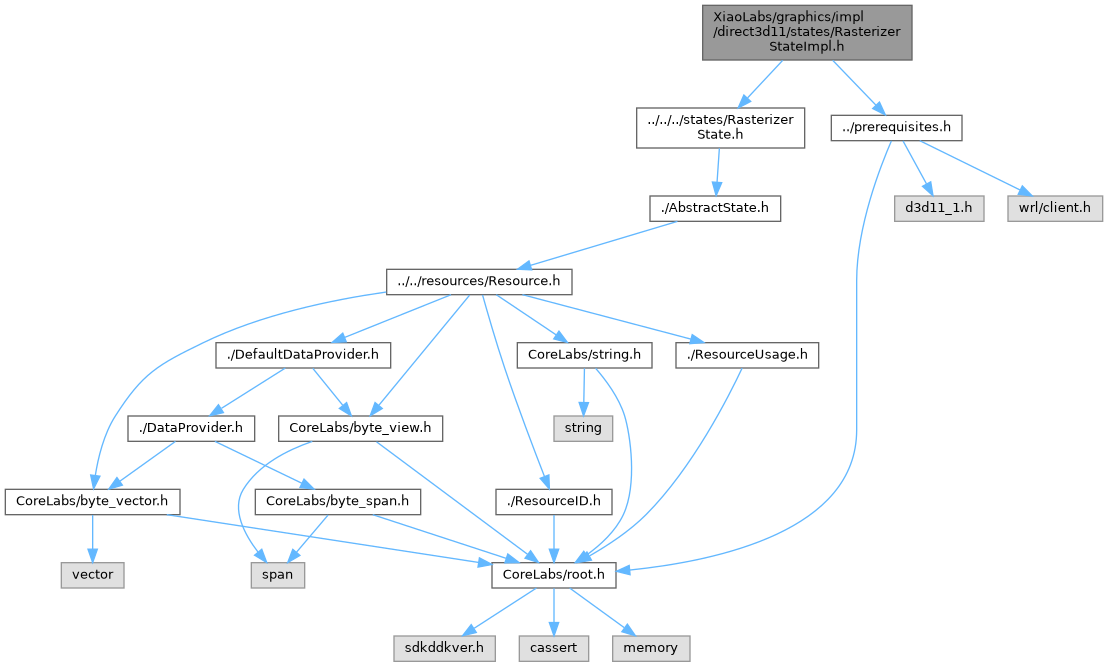 XiaoLabs/graphics/impl
/direct3d11/states/Rasterizer
StateImpl.h
../../../states/Rasterizer
State.h
../prerequisites.h
./AbstractState.h
d3d11_1.h
wrl/client.h
../../resources/Resource.h
./DefaultDataProvider.h
CoreLabs/string.h
./ResourceUsage.h
./DataProvider.h
CoreLabs/byte_view.h
string
CoreLabs/byte_vector.h
CoreLabs/byte_span.h
./ResourceID.h
vector
span
CoreLabs/root.h
sdkddkver.h
cassert
memory